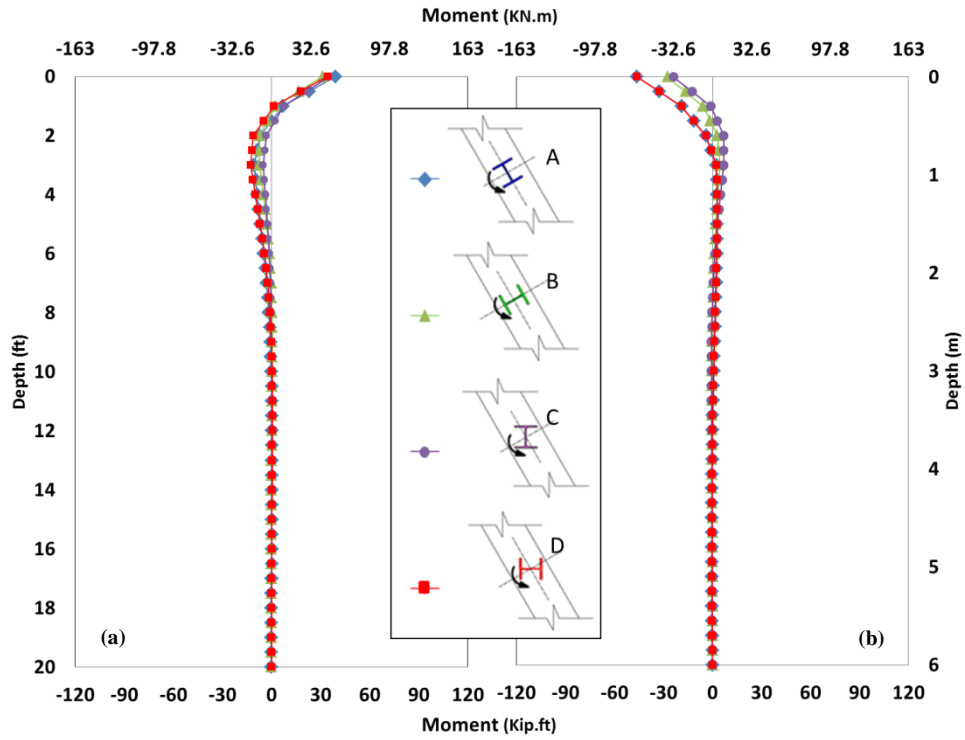 Moment (KN.m)
-163 -97.8 -32.6 32.6 97.8 163 -163 -97.8 -32.6 32.6 97.8 163
0 0
2
A
4 1
6
B 2
8
Depth (ft) Depth (m)
10 3
C
12
4
14
D
16 5
18
(a) (b)
20 6
-120 -90 -60 -30 0 30 60 90 120 -120 -90 -60 -30 0 30 60 90 120
Moment (Kip.ft)